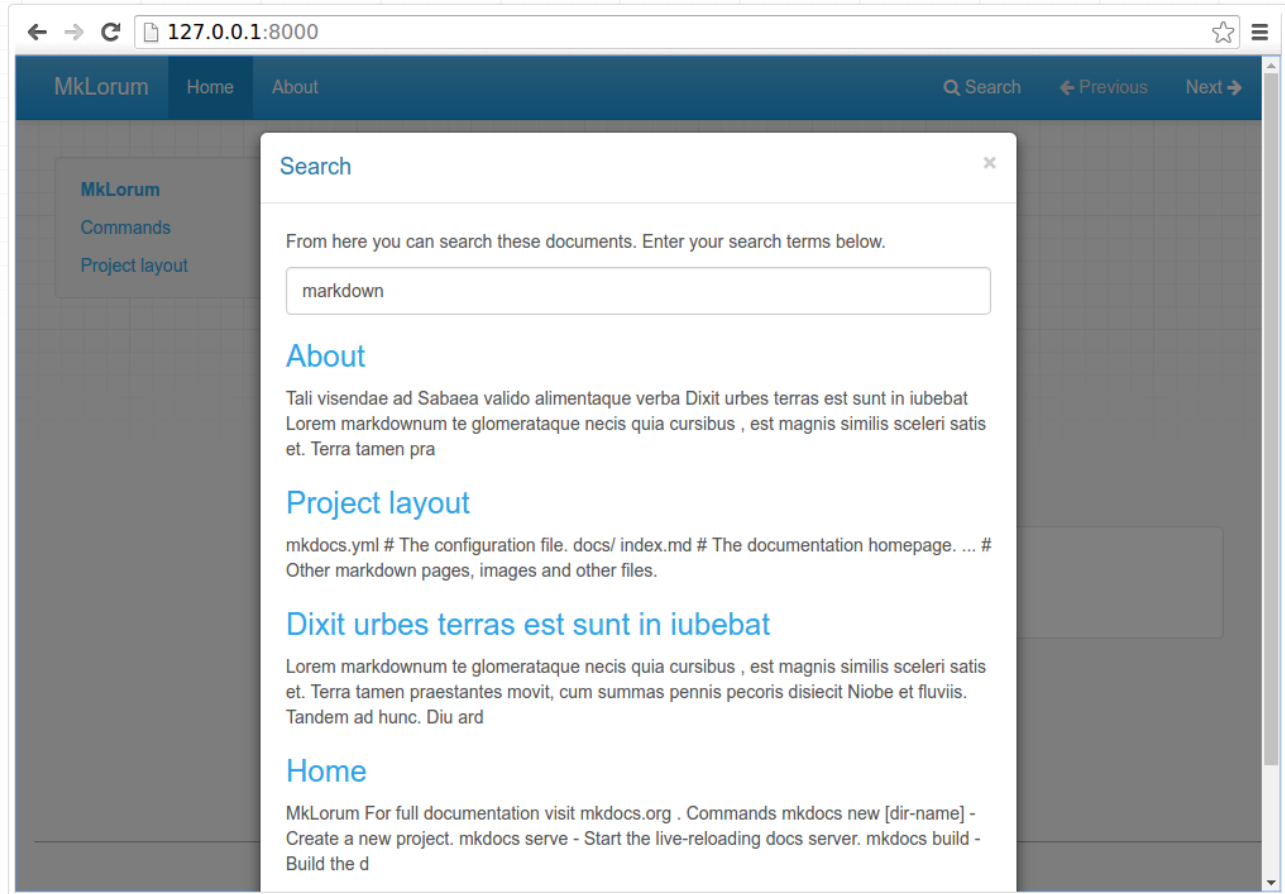 127.0.0.1:8000
MkLorum Home About Search Previous Next
Search ×
MkLorum
Commands
Project layout
From here you can search these documents. Enter your search terms below.
markdown
About
Tali visendae ad Sabaea valido alimentaque verba Dixit urbes terras est sunt in iubebat
Lorem markdownum te glomerataque necis quia cursibus , est magnis similis sceleri satis
et. Terra tamen pra
Project layout
mkdocs.yml # The configuration file. docs/ index.md # The documentation homepage. ... #
Other markdown pages, images and other files.
Dixit urbes terras est sunt in iubebat
Lorem markdownum te glomerataque necis quia cursibus , est magnis similis sceleri satis
et. Terra tamen praestantes movit, cum summas pennis pecoris disiecit Niobe et fluviis.
Tandem ad hunc. Diu ard
Home
MkLorum For full documentation visit mkdocs.org . Commands mkdocs new [dir-name] -
Create a new project. mkdocs serve - Start the live-reloading docs server. mkdocs build -
Build the d